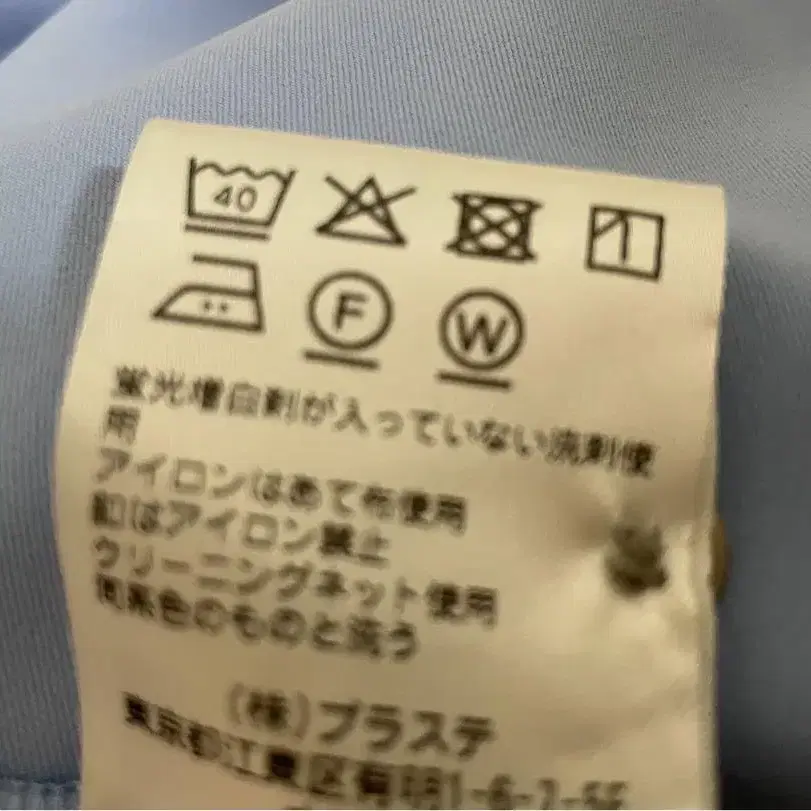 40
F W
蛍光増白剤が入っていない洗剤使
用
アイロンはあて布使用
釦はアイロン禁止
クリーニングネット使用
同系色のものと洗う
(株)プラステ
東京都江東区有明1-6-7-6F